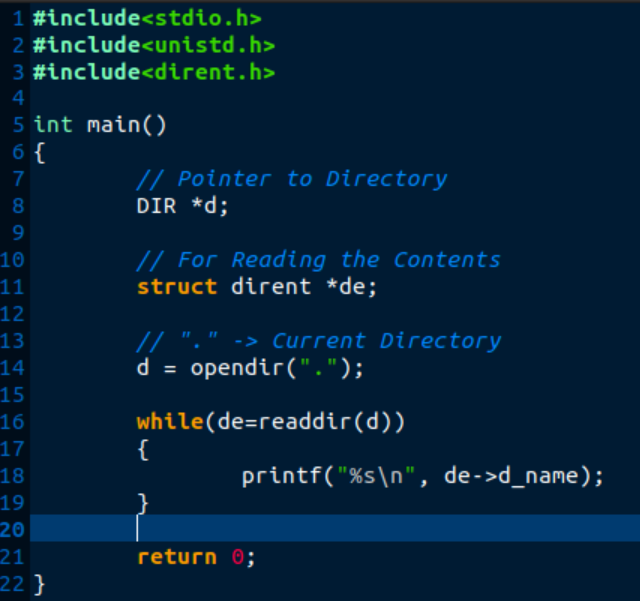 1 #include<stdio.h>
2 #include<unistd.h>
3 #include<dirent.h>
4
5 int main()
6 {
7         // Pointer to Directory
8         DIR *d;
9
10         // For Reading the Contents
11         struct dirent *de;
12
13         // "." -> Current Directory
14         d = opendir(".");
15
16         while(de=readdir(d))
17         {
18                 printf("%s\n", de->d_name);
19         }
20
21         return 0;
22 }